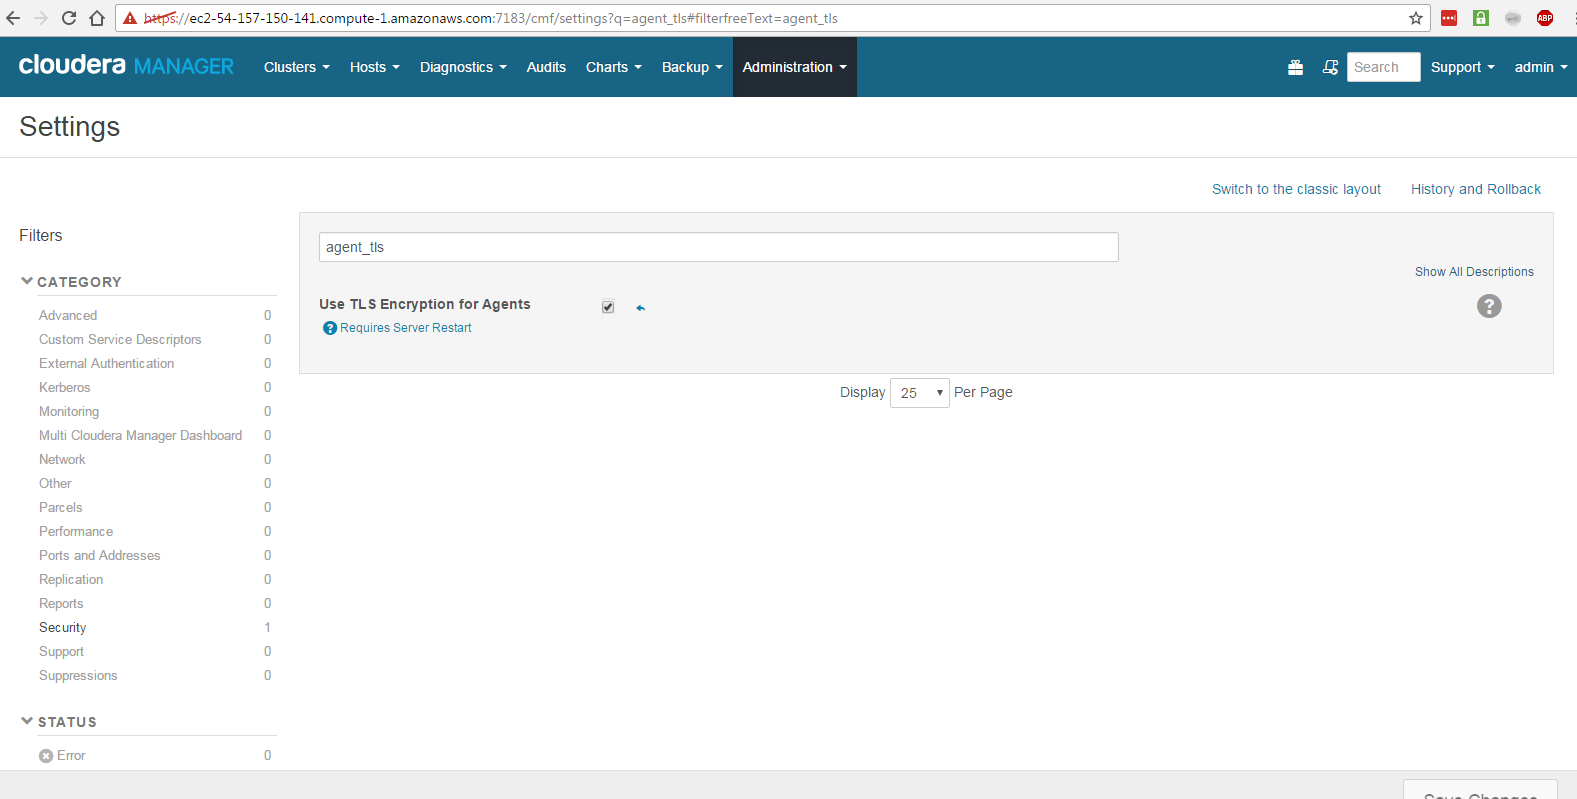 https://ec2-54-157-150-141.compute-1.amazonaws.com:7183/cmf/settings?q=agent_tls#filterfreeText=agent_tls
ABP
cloudera MANAGER Clusters Hosts Diagnostics Audits Charts Backup Administration Search Support admin
Settings
Switch to the classic layout History and Rollback
Filters
agent_tls
Show All Descriptions
CATEGORY
Use TLS Encryption for Agents
? Requires Server Restart
?
Advanced 0
Custom Service Descriptors 0
External Authentication 0
Kerberos 0
Display 25 Per Page
Monitoring 0
Multi Cloudera Manager Dashboard 0
Network 0
Other 0
Parcels 0
Performance 0
Ports and Addresses 0
Replication 0
Reports 0
Security 1
Support 0
Suppressions 0
STATUS
Error 0
Save Changes